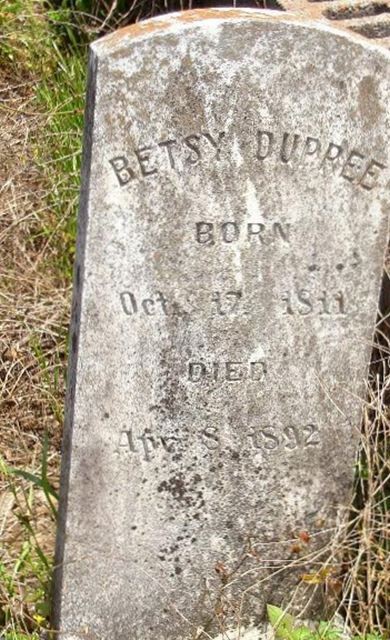 BETSY DUPREE
BORN
Oct. 17, 1811
DIED
Apr. 8, 1892